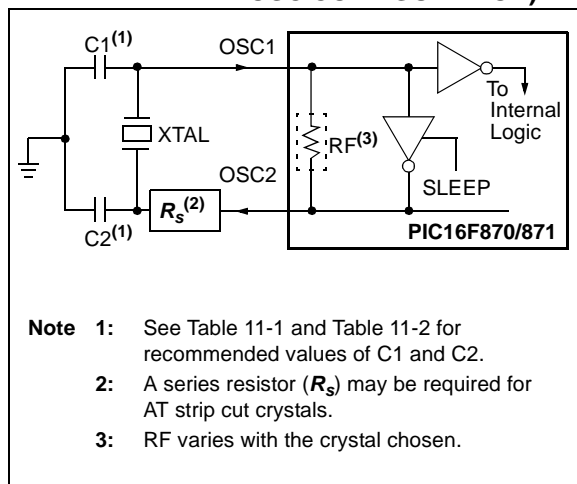 C1(1)
OSC1
To
Internal
Logic
XTAL
RF(3)
OSC2
SLEEP
Rs(2)
C2(1)
PIC16F870/871
Note 1: See Table 11-1 and Table 11-2 for
recommended values of C1 and C2.
2: A series resistor (Rs) may be required for
AT strip cut crystals.
3: RF varies with the crystal chosen.